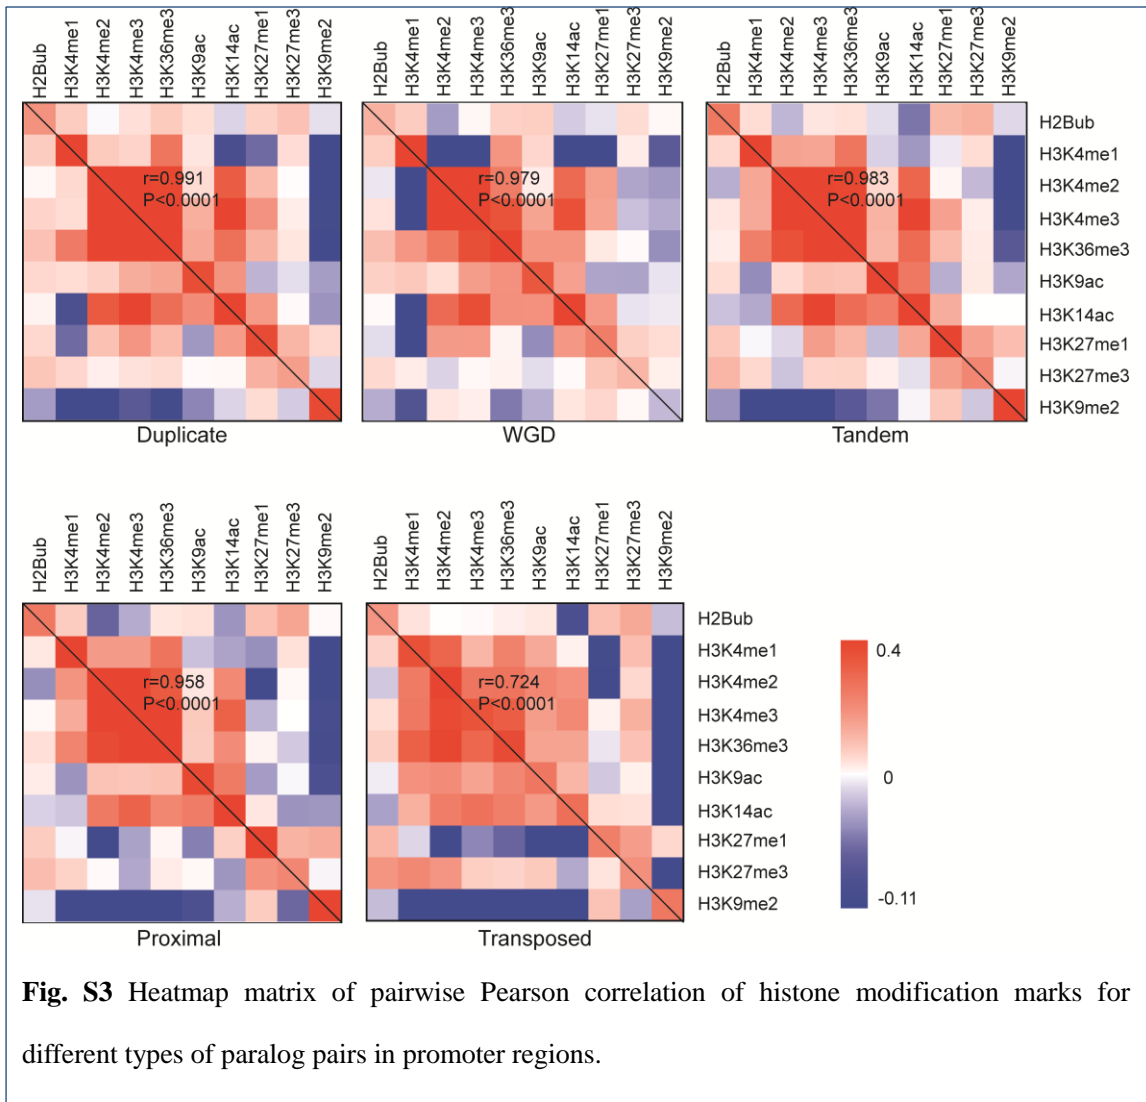 H2Bub H3K4me1 H3K4me2 H3K4me3 H3K36me3 H3K9ac H3K14ac H3K27me1 H3K27me3 H3K9me2
H2Bub H3K4me1 H3K4me2 H3K4me3 H3K36me3 H3K9ac H3K14ac H3K27me1 H3K27me3 H3K9me2
H2Bub H3K4me1 H3K4me2 H3K4me3 H3K36me3 H3K9ac H3K14ac H3K27me1 H3K27me3 H3K9me2
r=0.991
P<0.0001
r=0.979
P<0.0001
r=0.983
P<0.0001
H2Bub
H3K4me1
H3K4me2
H3K4me3
H3K36me3
H3K9ac
H3K14ac
H3K27me1
H3K27me3
H3K9me2
Duplicate
WGD
Tandem
H2Bub H3K4me1 H3K4me2 H3K4me3 H3K36me3 H3K9ac H3K14ac H3K27me1 H3K27me3 H3K9me2
H2Bub H3K4me1 H3K4me2 H3K4me3 H3K36me3 H3K9ac H3K14ac H3K27me1 H3K27me3 H3K9me2
r=0.958
P<0.0001
r=0.724
P<0.0001
H2Bub
H3K4me1
H3K4me2
H3K4me3
H3K36me3
H3K9ac
H3K14ac
H3K27me1
H3K27me3
H3K9me2
0.4
0
-0.11
Proximal
Transposed
Fig. S3 Heatmap matrix of pairwise Pearson correlation of histone modification marks for
different types of paralog pairs in promoter regions.